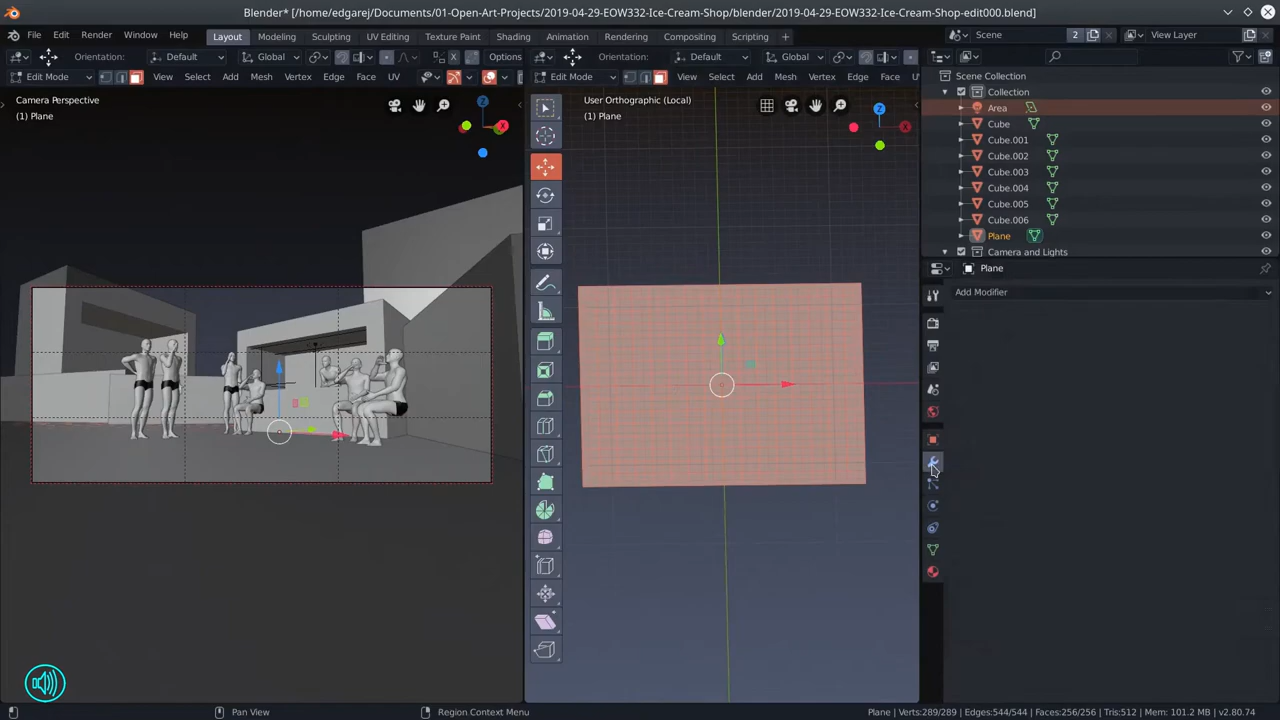 Blender* [/home/edgarej/Documents/01-Open-Art-Projects/2019-04-29-EOW332-Ice-Cream-Shop/blender/2019-04-29-EOW332-Ice-Cream-Shop-edit000.blend]
File Edit Render Window Help Layout Modeling Sculpting UV Editing Texture Paint Shading Animation Rendering Compositing Scripting + Scene 2 View Layer
Orientation: Default Global Options Orientation: Default Global
Edit Mode View Select Add Mesh Vertex Edge Face UV Edit Mode View Select Add Mesh Vertex Edge Face
Scene Collection
Collection
Area
Cube
Cube.001
Cube.002
Cube.003
Cube.004
Cube.005
Cube.006
Plane
Camera and Lights
Camera Perspective
(1) Plane
Z
X
User Orthographic (Local)
(1) Plane
Z
X
Plane
Add Modifier
Pan View Region Context Menu Plane | Verts:289/289 | Edges:544/544 | Faces:256/256 | Tris:512 | Mem: 101.2 MB | v2.80.74